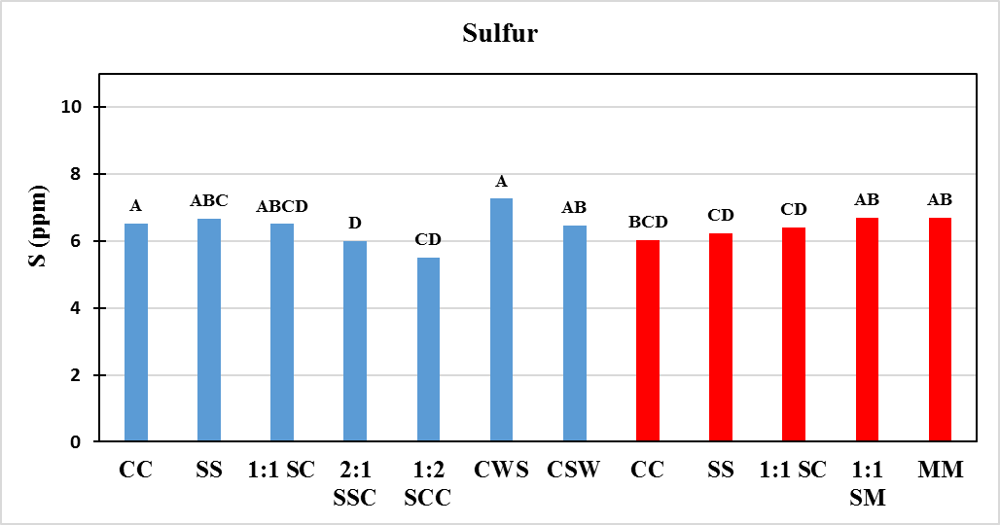 Sulfur
S (ppm)
10
8
6
4
2
0
A
ABC
ABCD
D
CD
A
AB
BCD
CD
CD
AB
AB
CC
SS
1:1 SC
2:1
SSC
1:2
SCC
CWS
CSW
CC
SS
1:1 SC
1:1
SM
MM